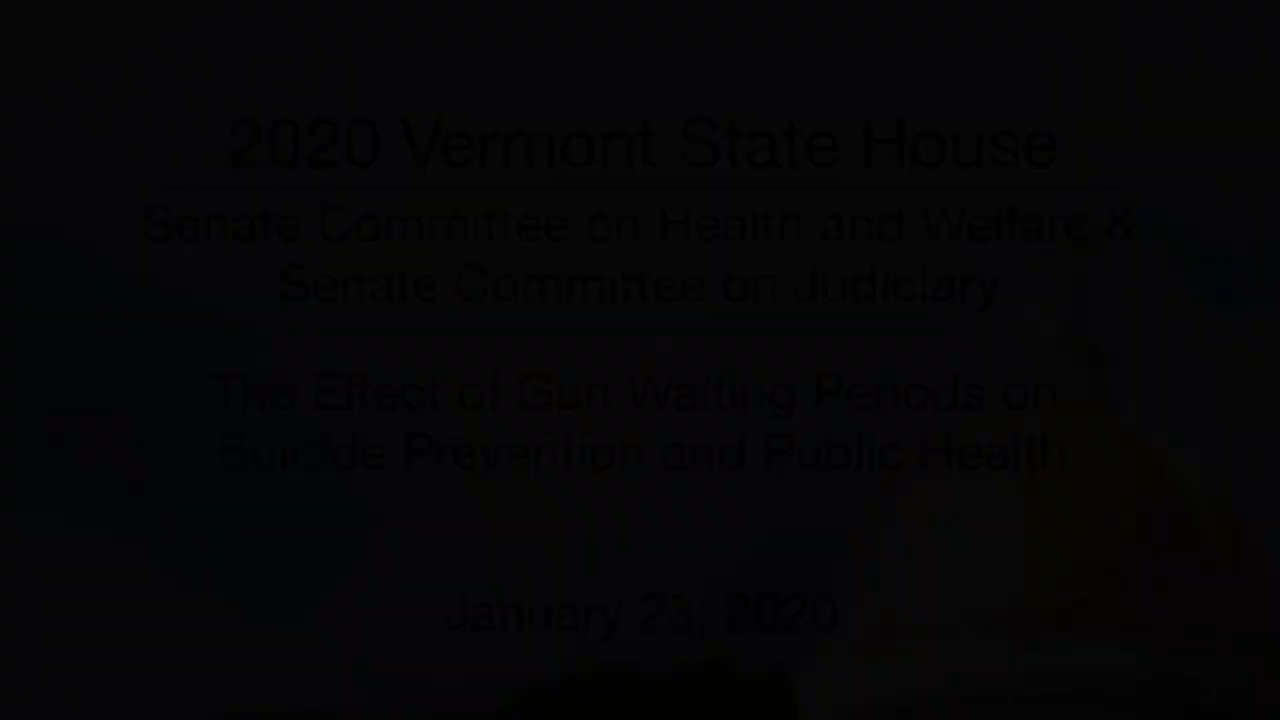 2020 Vermont State House
Senate Committee on Health and Welfare &
Senate Committee on Judiciary
The Effect of Gun Waiting Periods on
Suicide Prevention and Public Health
January 23, 2020